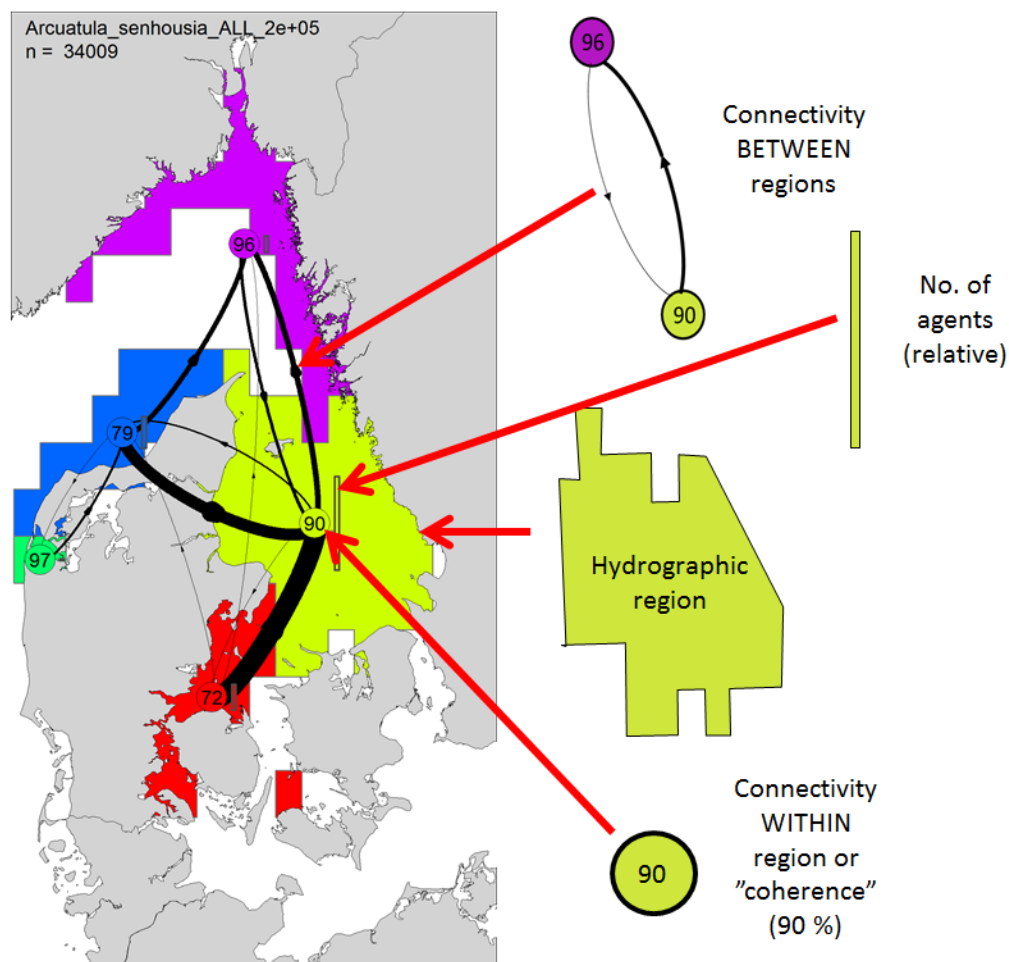 Arcuatula_senhousia_ALL_2e+05
n = 34009
96
79
90
97
72
96
90
Connectivity
BETWEEN
regions
No. of
agents
(relative)
Hydrographic
region
90
Connectivity
WITHIN
region or
”coherence”
(90 %)